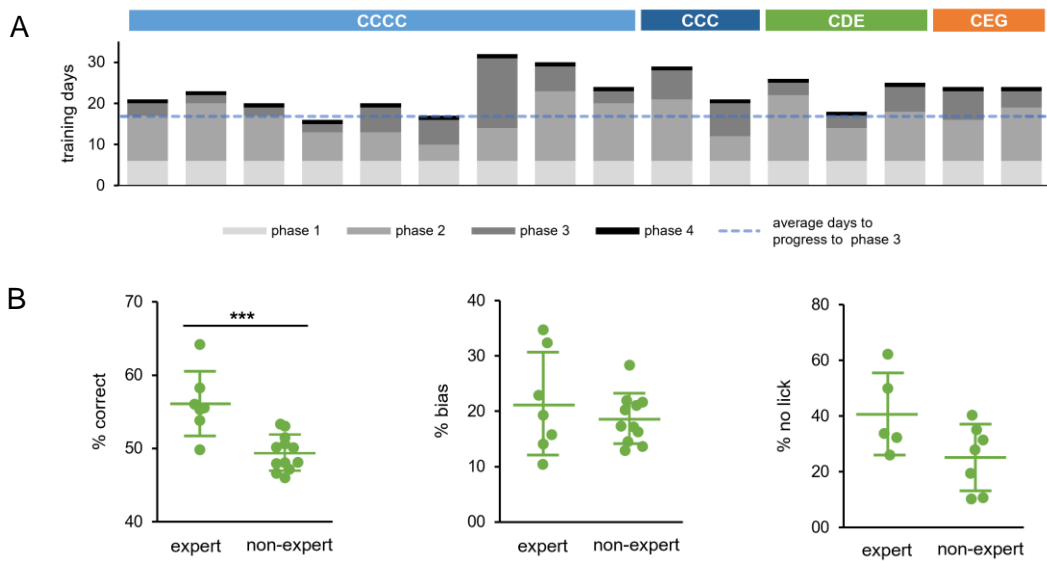 A
CCCC CCC CDE CEG
training days
30
20
10
0
phase 1 phase 2 phase 3 phase 4 average days to
progress to phase 3
B
% correct
70
60
50
40
***
expert non-expert
% bias
40
30
20
10
00
expert non-expert
% no lick
80
60
40
20
00
expert non-expert